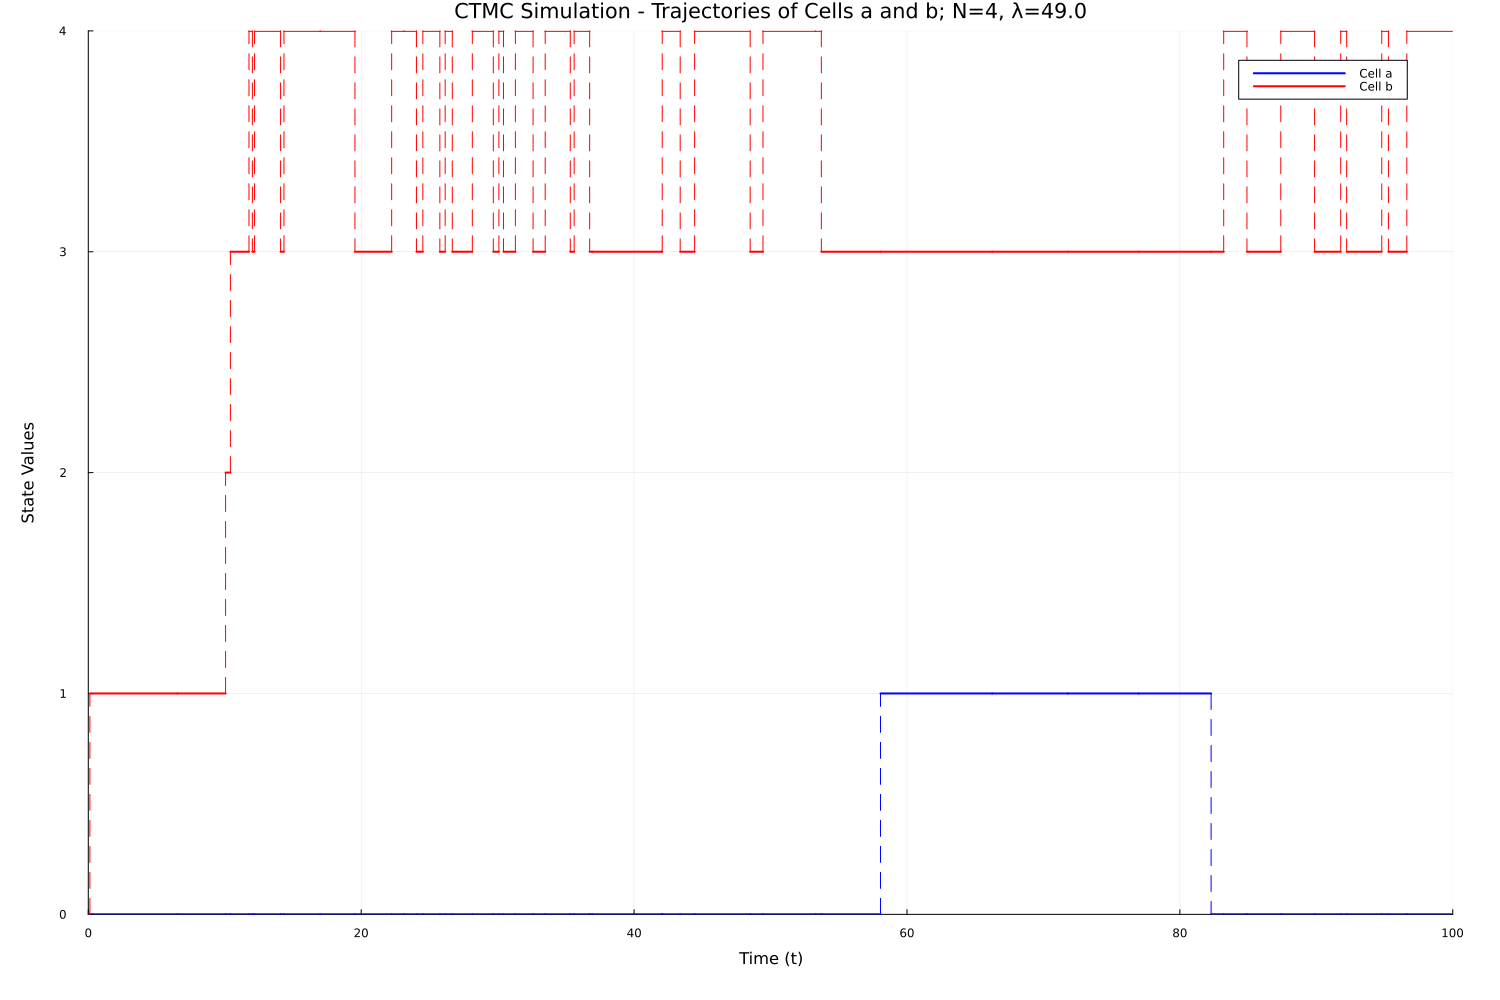 CTMC Simulation - Trajectories of Cells a and b; N=4, λ=49.0
4
Cell a
Cell b
3
State Values
2
1
0
0 20 40 60 80 100
Time (t)